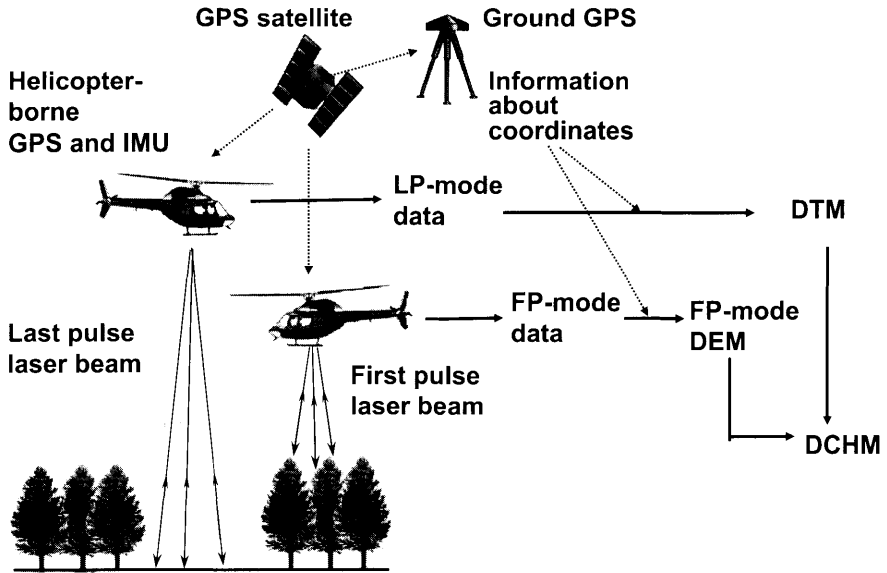 GPS satellite
Ground GPS
Helicopter-
borne
GPS and IMU
Information
about
coordinates
LP-mode
data
DTM
Last pulse
laser beam
FP-mode
data
FP-mode
DEM
First pulse
laser beam
DCHM